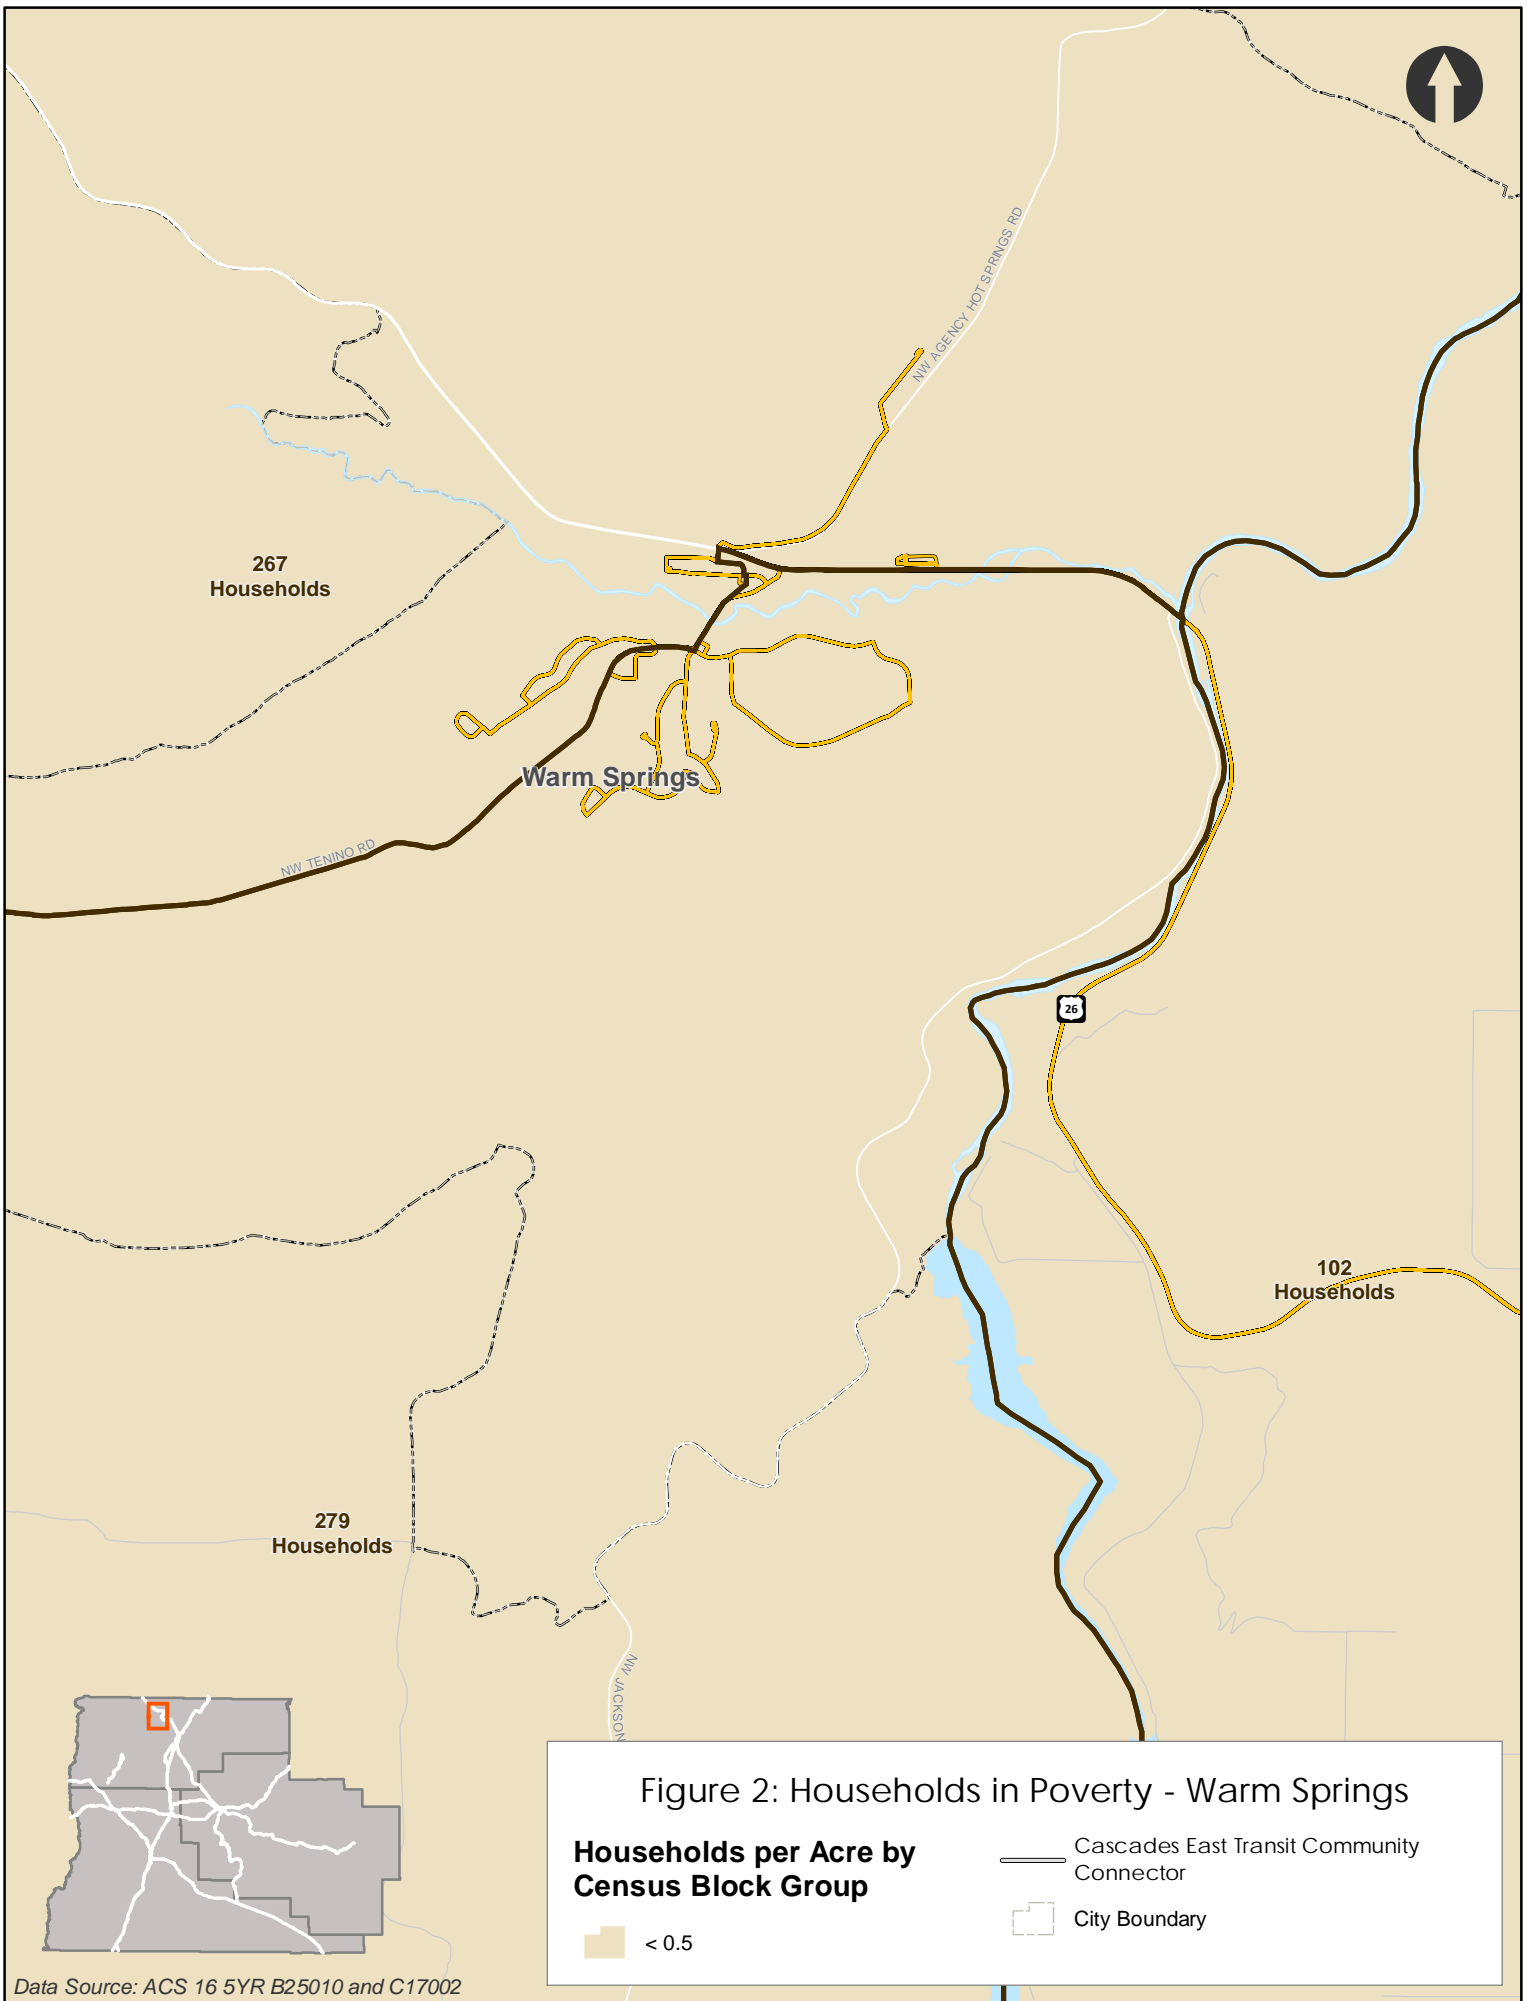 NW AGENCY HOT SPRINGS RD
267
Households
Warm Springs
NW TENINO RD
26
102
Households
279
Households
NW JACKSON
Figure 2: Households in Poverty - Warm Springs
Households per Acre by
Census Block Group
< 0.5
Cascades East Transit Community
Connector
City Boundary
Data Source: ACS 16 5YR B25010 and C17002